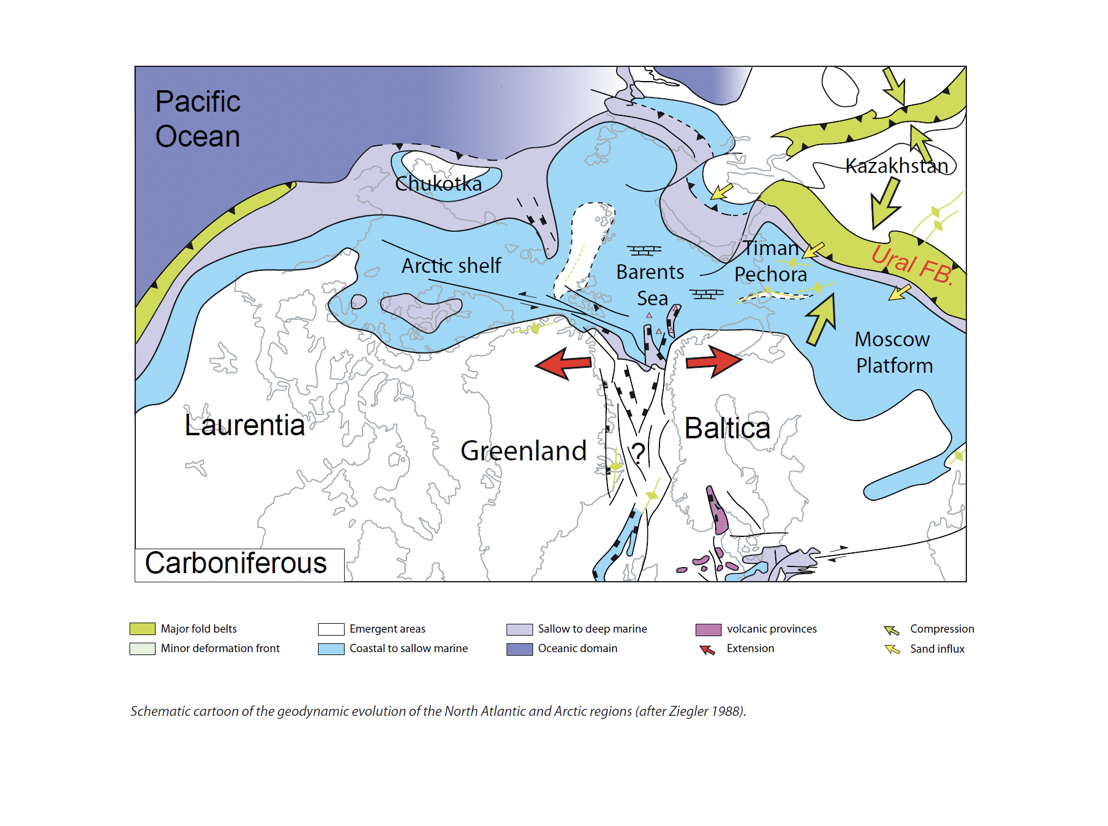 Pacific
Ocean
Kazakhstan
Chukotka
Timan
Pechora
Ural FB.
Arctic shelf
Barents
Sea
Moscow
Platform
Laurentia
Greenland
?
Baltica
Carboniferous
Major fold belts
Emergent areas
Sallow to deep marine
volcanic provinces
Compression
Minor deformation front
Coastal to sallow marine
Oceanic domain
Extension
Sand influx
Schematic cartoon of the geodynamic evolution of the North Atlantic and Arctic regions (after Ziegler 1988).